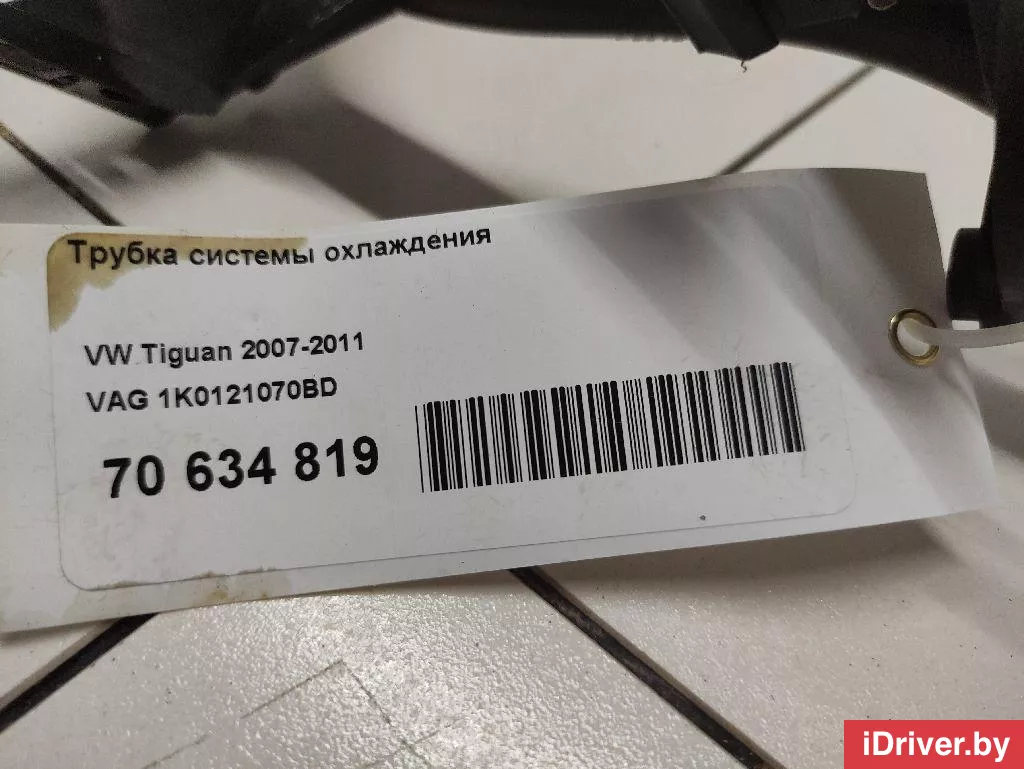 Трубка системы охлаждения
VW Tiguan 2007-2011
VAG 1K0121070BD
70 634 819
iDriver.by